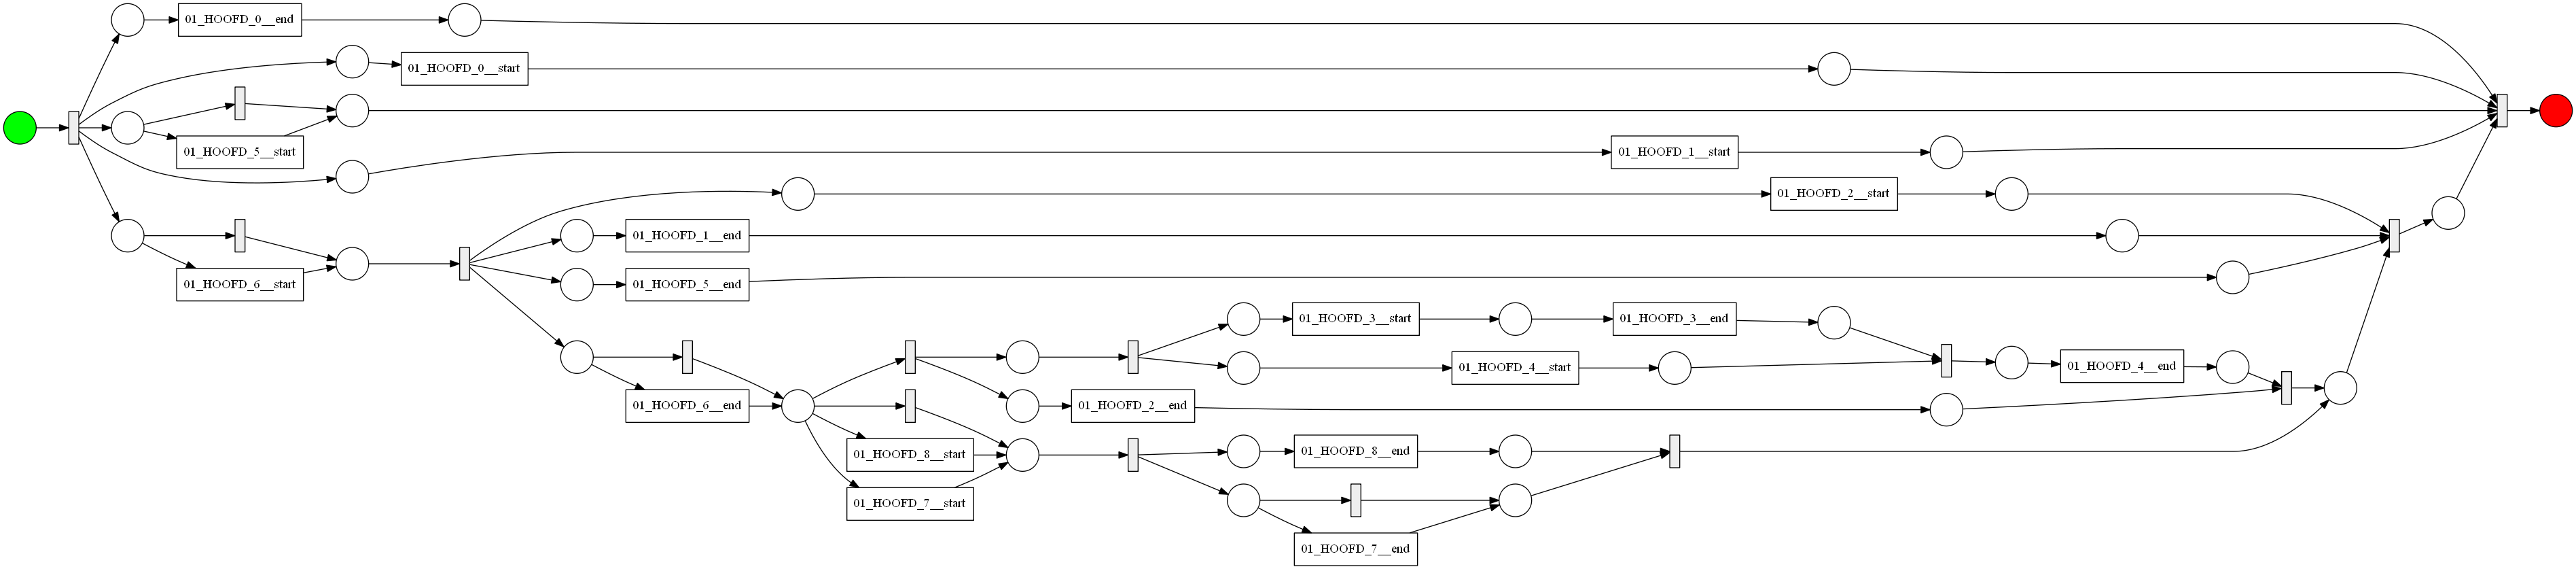 01_HOOFD_0__end
01_HOOFD_0__start
01_HOOFD_5__start
01_HOOFD_1__start
01_HOOFD_2__start
01_HOOFD_1__end
01_HOOFD_6__start
01_HOOFD_5__end
01_HOOFD_3__start
01_HOOFD_3__end
01_HOOFD_4__start
01_HOOFD_4__end
01_HOOFD_6__end
01_HOOFD_2__end
01_HOOFD_8__start
01_HOOFD_8__end
01_HOOFD_7__start
01_HOOFD_7__end